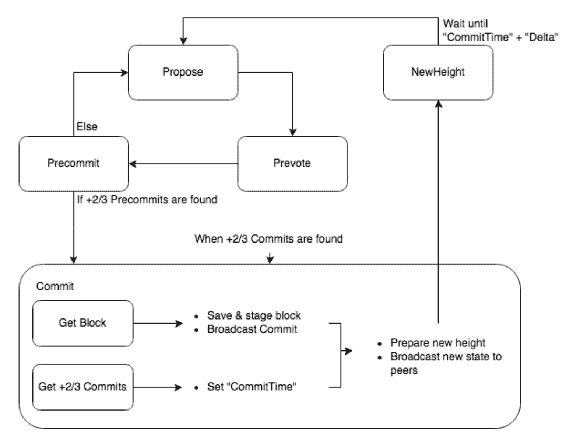 Wait until
"CommitTime" + "Delta"
Propose
NewHeight
Else
Precommit
Prevote
If +2/3 Precommits are found
When +2/3 Commits are found
Commit
Get Block
• Save & stage block
• Broadcast Commit
• Prepare new height
• Broadcast new state to
peers
Get +2/3 Commits
• Set "CommitTime"